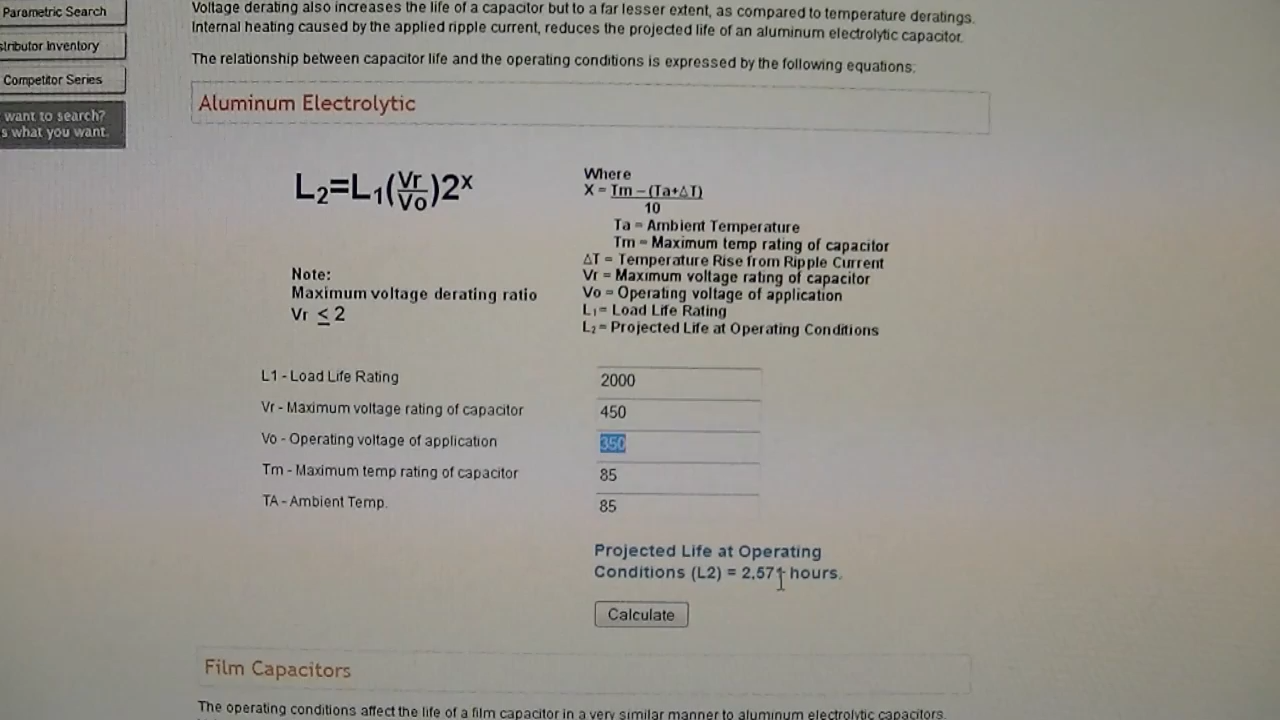 Parametric Search
stributor Inventory
Competitor Series
want to search?
s what you want.
Voltage derating also increases the life of a capacitor but to a far lesser extent, as compared to temperature deratings.
Internal heating caused by the applied ripple current, reduces the projected life of an aluminum electrolytic capacitor.
The relationship between capacitor life and the operating conditions is expressed by the following equations:
Aluminum Electrolytic
L₂=L₁(Vr/Vo)2ˣ
Note:
Maximum voltage derating ratio
Vr ≤ 2
Where
X = Tm – (Ta+ΔT)
10
Ta = Ambient Temperature
Tm = Maximum temp rating of capacitor
ΔT = Temperature Rise from Ripple Current
Vr = Maximum voltage rating of capacitor
Vo = Operating voltage of application
L₁ = Load Life Rating
L₂ = Projected Life at Operating Conditions
L1 - Load Life Rating 2000
Vr - Maximum voltage rating of capacitor 450
Vo - Operating voltage of application 350
Tm - Maximum temp rating of capacitor 85
TA - Ambient Temp. 85
Projected Life at Operating
Conditions (L2) = 2,571 hours.
Calculate
Film Capacitors
The operating conditions affect the life of a film capacitor in a very similar manner to aluminum electrolytic capacitors.